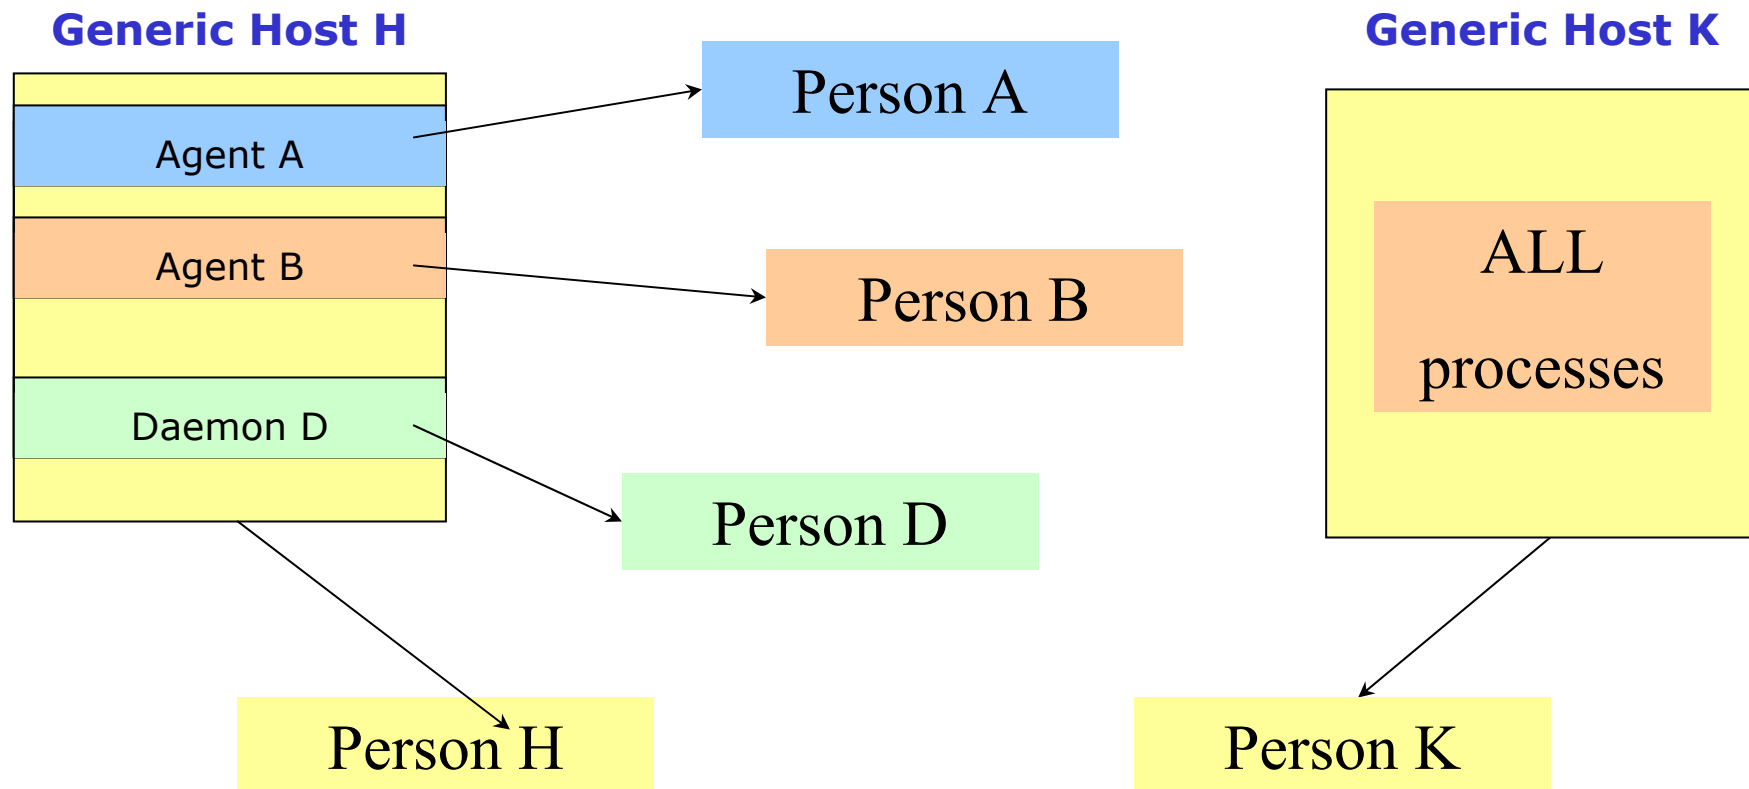 Generic Host H
Generic Host K
Person A
Agent A
Agent B
Person B
ALL
processes
Daemon D
Person D
Person H
Person K